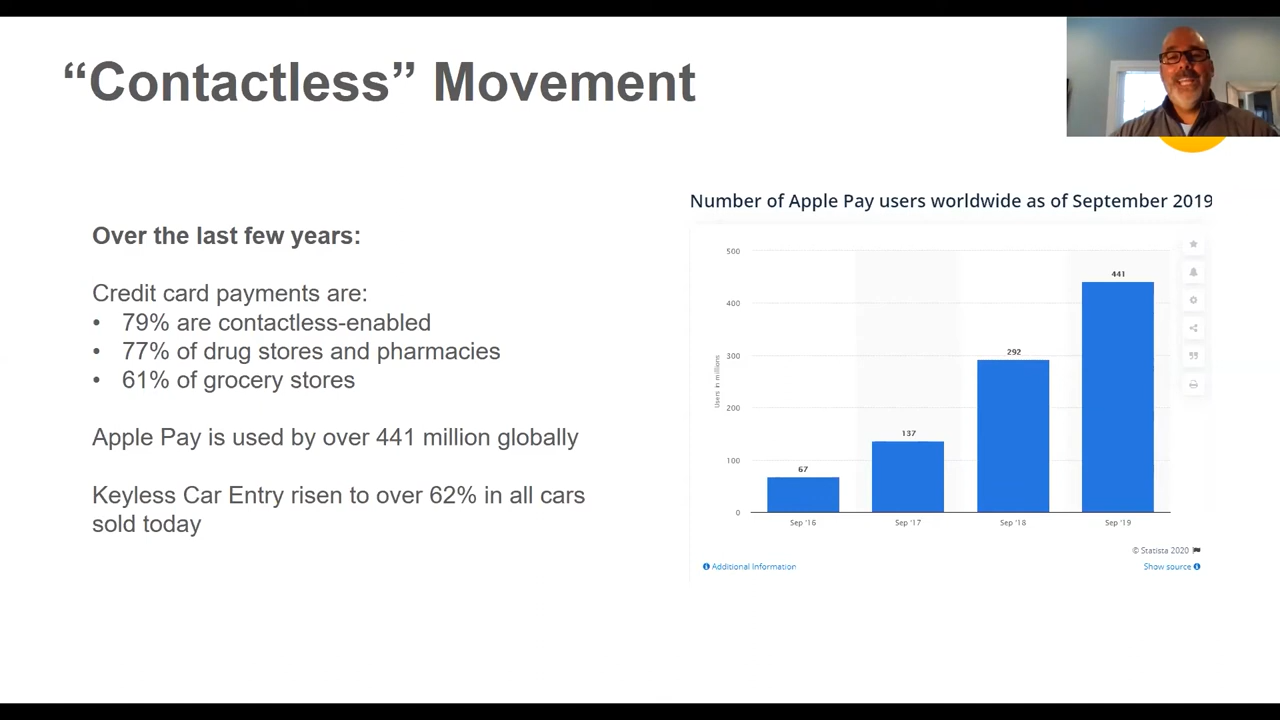 “Contactless” Movement
Over the last few years:
Credit card payments are:
• 79% are contactless-enabled
• 77% of drug stores and pharmacies
• 61% of grocery stores
Apple Pay is used by over 441 million globally
Keyless Car Entry risen to over 62% in all cars
sold today
Number of Apple Pay users worldwide as of September 2019
Users in millions
500
400
300
200
100
0
67
137
292
441
Sep '16
Sep '17
Sep '18
Sep '19
© Statista 2020
Additional Information
Show source